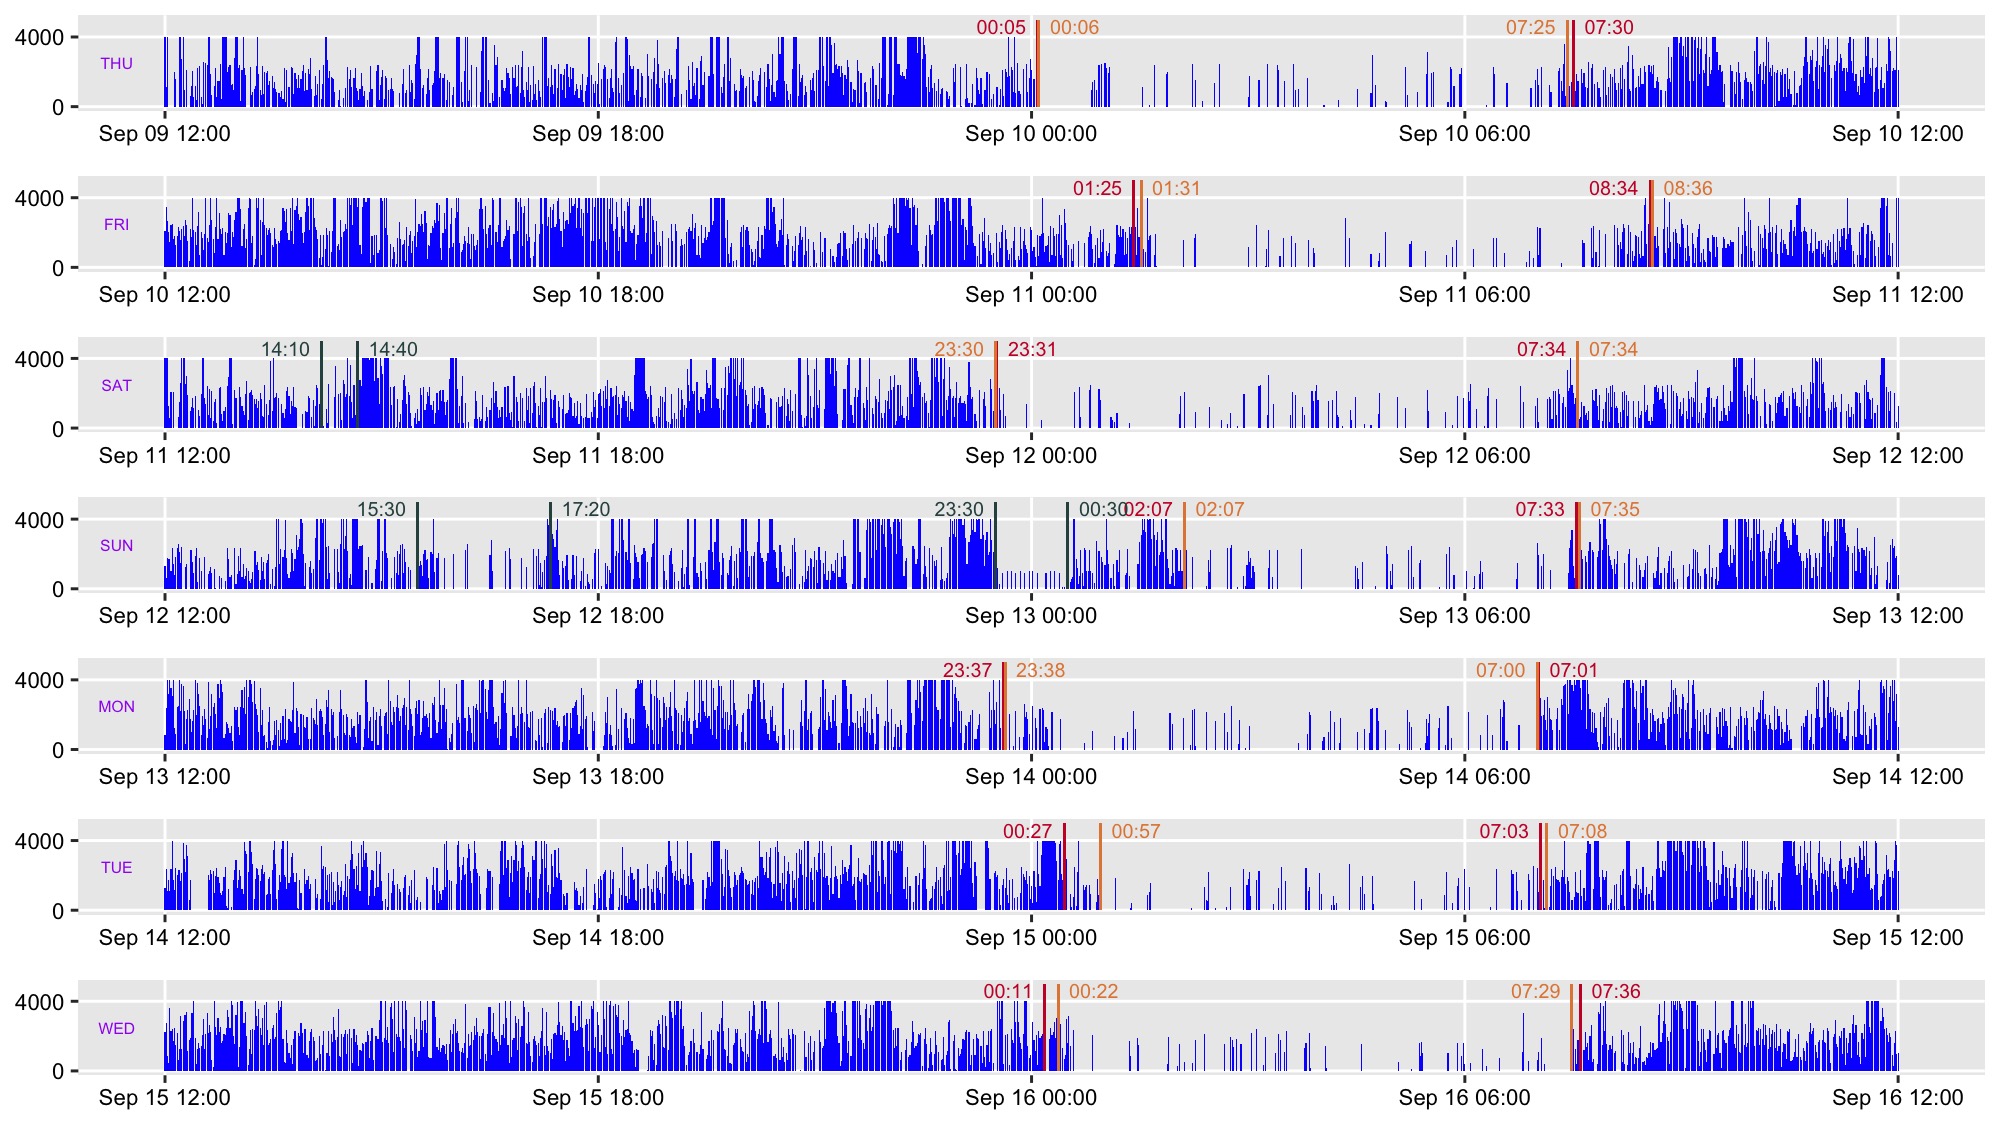 00:05 00:06 07:25 07:30
4000
THU
0
Sep 09 12:00 Sep 09 18:00 Sep 10 00:00 Sep 10 06:00 Sep 10 12:00
01:25 01:31 08:34 08:36
4000
FRI
0
Sep 10 12:00 Sep 10 18:00 Sep 11 00:00 Sep 11 06:00 Sep 11 12:00
14:10 14:40 23:30 23:31 07:34 07:34
4000
SAT
0
Sep 11 12:00 Sep 11 18:00 Sep 12 00:00 Sep 12 06:00 Sep 12 12:00
15:30 17:20 23:30 00:30 02:07 02:07 07:33 07:35
4000
SUN
0
Sep 12 12:00 Sep 12 18:00 Sep 13 00:00 Sep 13 06:00 Sep 13 12:00
23:37 23:38 07:00 07:01
4000
MON
0
Sep 13 12:00 Sep 13 18:00 Sep 14 00:00 Sep 14 06:00 Sep 14 12:00
00:27 00:57 07:03 07:08
4000
TUE
0
Sep 14 12:00 Sep 14 18:00 Sep 15 00:00 Sep 15 06:00 Sep 15 12:00
00:11 00:22 07:29 07:36
4000
WED
0
Sep 15 12:00 Sep 15 18:00 Sep 16 00:00 Sep 16 06:00 Sep 16 12:00